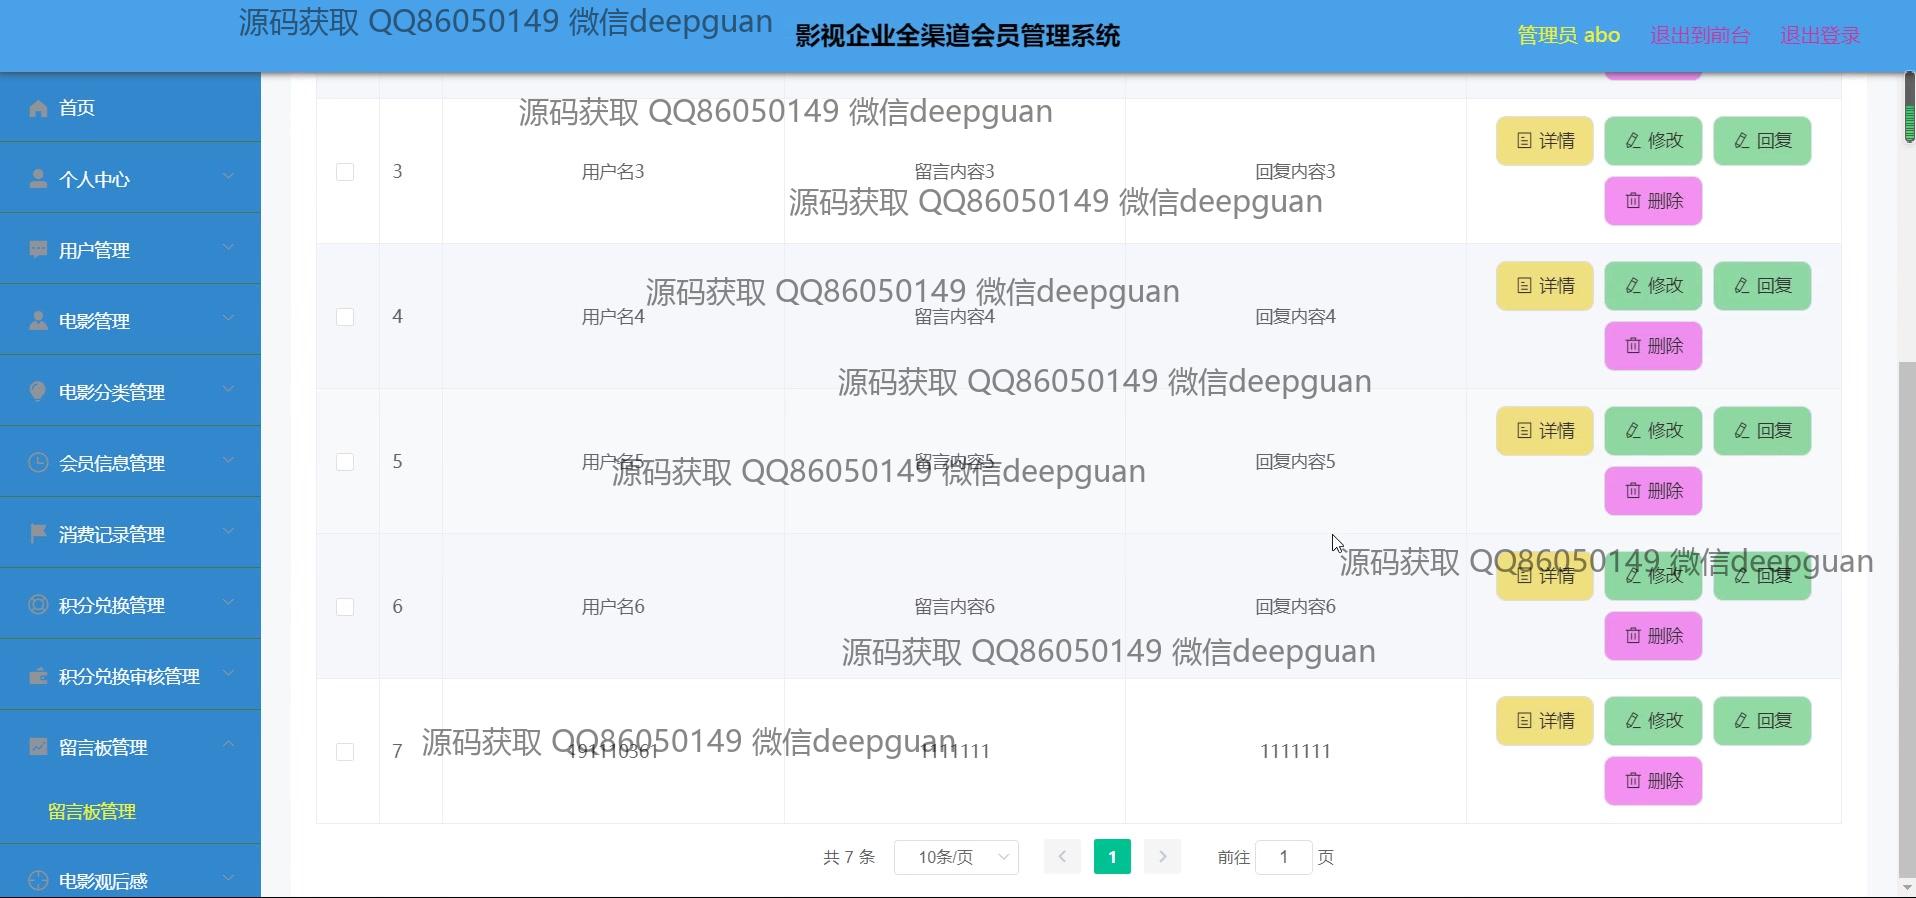 源码获取 QQ86050149 微信deepguan
影视企业全渠道会员管理系统
管理员 abo 退出到前台 退出登录
首页
个人中心
用户管理
电影管理
电影分类管理
会员信息管理
消费记录管理
积分兑换管理
积分兑换审核管理
留言板管理
留言板管理
电影观后感
源码获取 QQ86050149 微信deepguan
3 用户名3 留言内容3 回复内容3 详情 修改 回复
删除
源码获取 QQ86050149 微信deepguan
源码获取 QQ86050149 微信deepguan
4 用户名4 留言内容4 回复内容4 详情 修改 回复
删除
源码获取 QQ86050149 微信deepguan
5 用户名5 留言内容5 回复内容5 详情 修改 回复
删除
源码获取 QQ86050149 微信deepguan
源码获取 QQ86050149 微信deepguan
6 用户名6 留言内容6 回复内容6 详情 修改 回复
删除
源码获取 QQ86050149 微信deepguan
源码获取 QQ86050149 微信deepguan
7 191110361 1111111 1111111 详情 修改 回复
删除
共 7 条 10条/页 1 前往 1 页